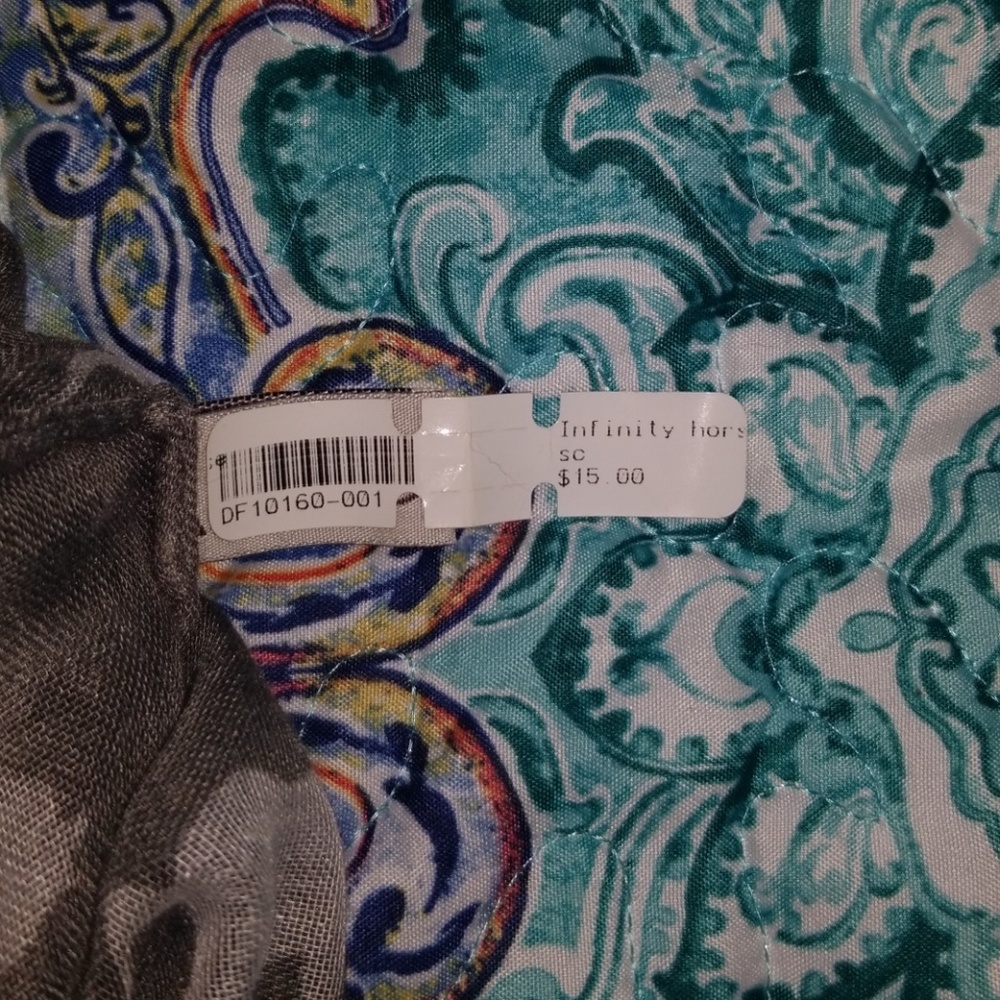 DF10160-001
Infinity hors
sc
$15.00